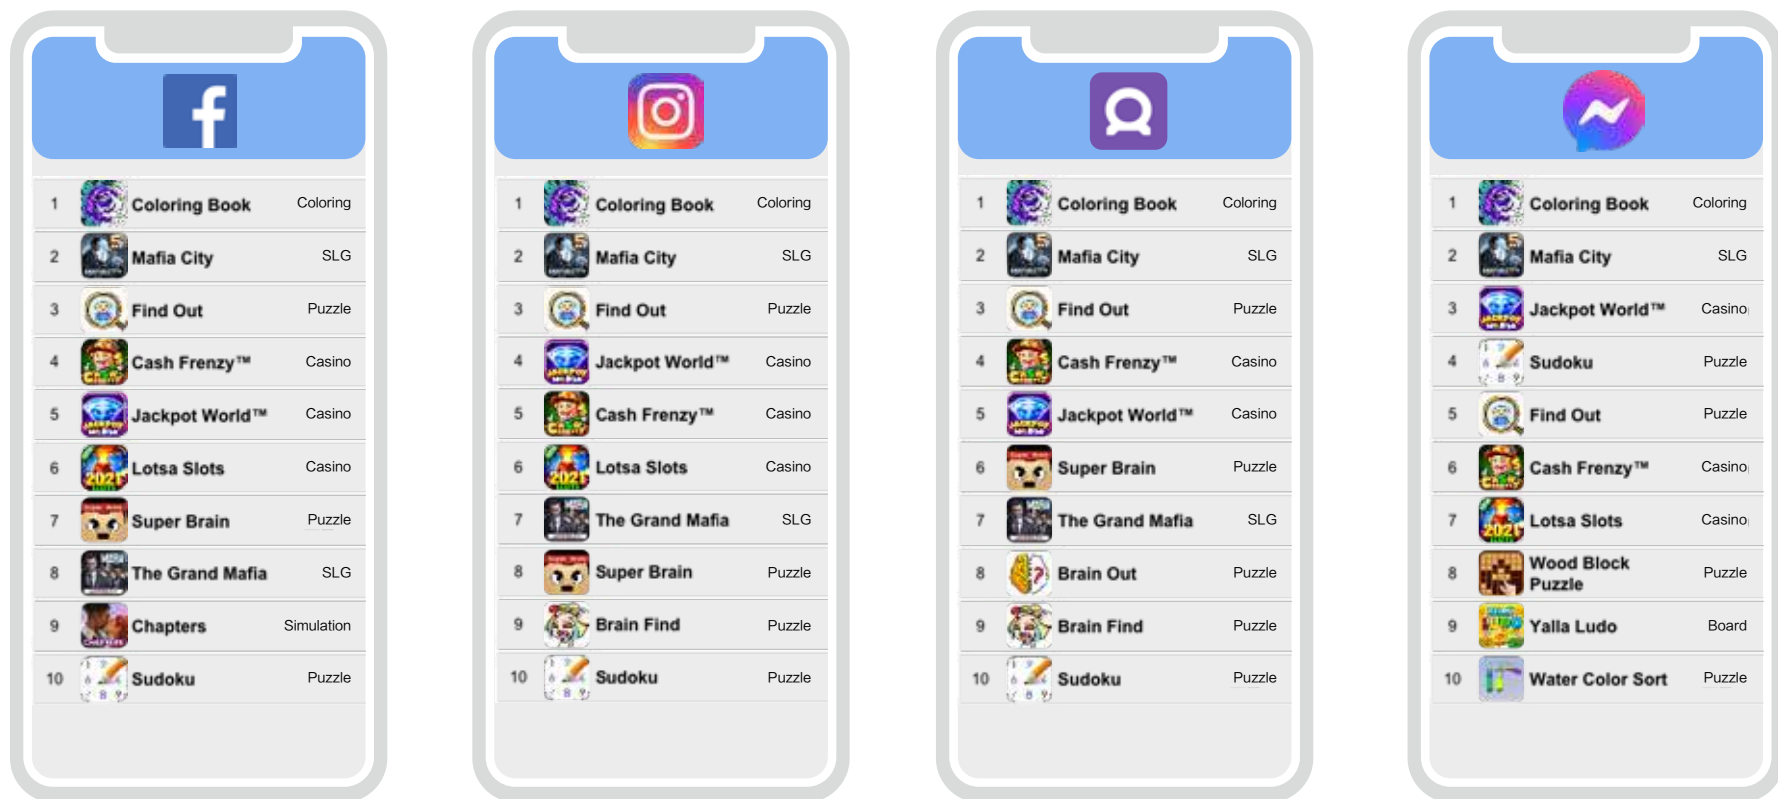 1 Coloring Book Coloring
2 Mafia City SLG
3 Find Out Puzzle
4 Cash Frenzy™ Casino
5 Jackpot World™ Casino
6 Lotsa Slots Casino
7 Super Brain Puzzle
8 The Grand Mafia SLG
9 Chapters Simulation
10 Sudoku Puzzle
1 Coloring Book Coloring
2 Mafia City SLG
3 Find Out Puzzle
4 Jackpot World™ Casino
5 Cash Frenzy™ Casino
6 Lotsa Slots Casino
7 The Grand Mafia SLG
8 Super Brain Puzzle
9 Brain Find Puzzle
10 Sudoku Puzzle
1 Coloring Book Coloring
2 Mafia City SLG
3 Find Out Puzzle
4 Cash Frenzy™ Casino
5 Jackpot World™ Casino
6 Super Brain Puzzle
7 The Grand Mafia SLG
8 Brain Out Puzzle
9 Brain Find Puzzle
10 Sudoku Puzzle
1 Coloring Book Coloring
2 Mafia City SLG
3 Jackpot World™ Casino
4 Sudoku Puzzle
5 Find Out Puzzle
6 Cash Frenzy™ Casino
7 Lotsa Slots Casino
8 Wood Block
Puzzle Puzzle
9 Yalla Ludo Board
10 Water Color Sort Puzzle